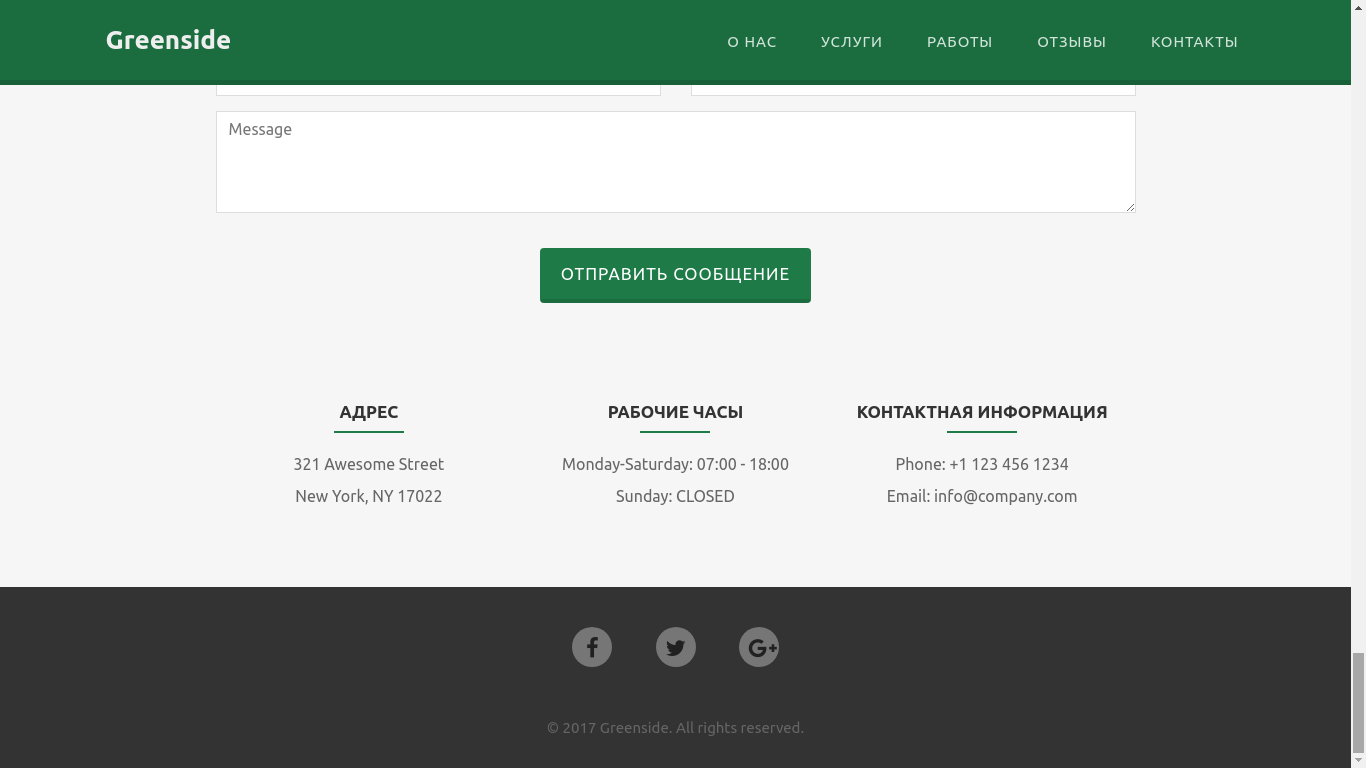 Greenside
О НАС УСЛУГИ РАБОТЫ ОТЗЫВЫ КОНТАКТЫ
Message
ОТПРАВИТЬ СООБЩЕНИЕ
АДРЕС
321 Awesome Street
New York, NY 17022
РАБОЧИЕ ЧАСЫ
Monday-Saturday: 07:00 - 18:00
Sunday: CLOSED
КОНТАКТНАЯ ИНФОРМАЦИЯ
Phone: +1 123 456 1234
Email: info@company.com
© 2017 Greenside. All rights reserved.